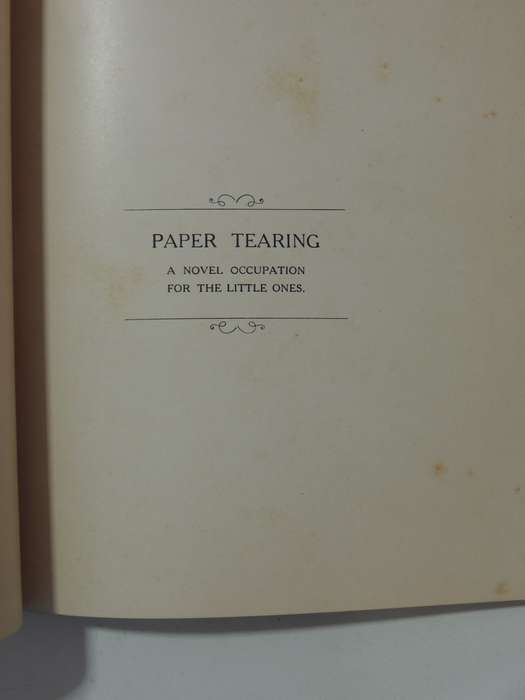 PAPER TEARING
A NOVEL OCCUPATION
FOR THE LITTLE ONES.